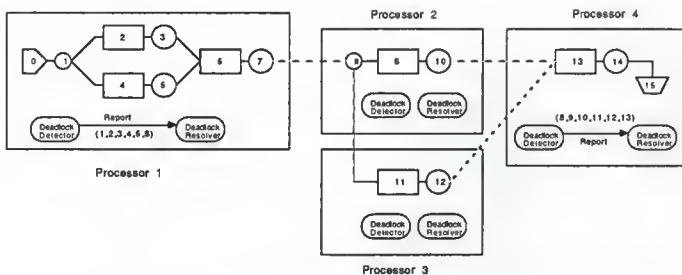 Processor 2
Processor 4
0
1
2
3
4
5
6
7
8
9
10
13
14
15
Deadlock
Detector
Report
(1,2,3,4,5,6)
Deadlock
Resolver
Processor 1
Deadlock
Detector
Deadlock
Resolver
(8,9,10,11,12,13)
Deadlock
Detector
Report
Deadlock
Resolver
11
12
Deadlock
Detector
Deadlock
Resolver
Processor 3